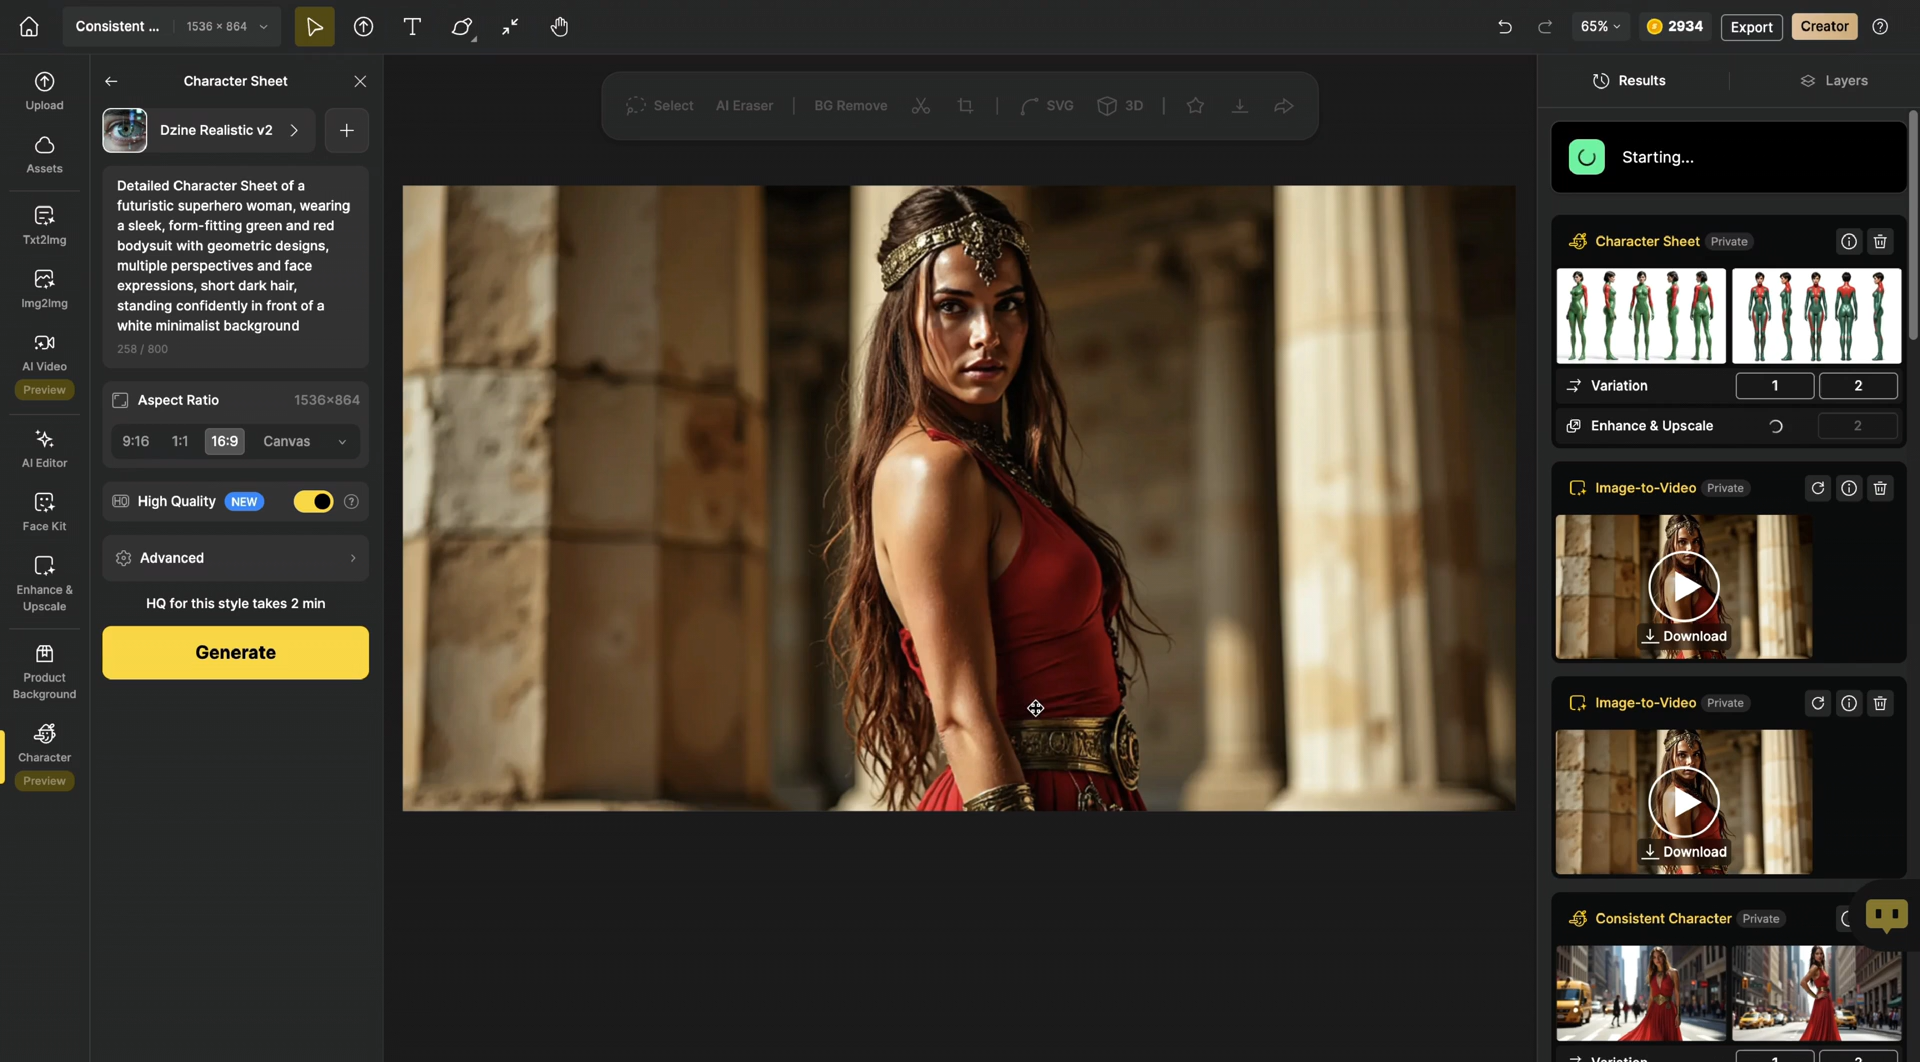 Consistent ...
1536 × 864
65%
2934
Export
Creator
Upload
Assets
Txt2Img
Img2Img
AI Video
Preview
AI Editor
Face Kit
Enhance &
Upscale
Product
Background
Character
Preview
Character Sheet
Dzine Realistic v2
Detailed Character Sheet of a
futuristic superhero woman, wearing
a sleek, form-fitting green and red
bodysuit with geometric designs,
multiple perspectives and face
expressions, short dark hair,
standing confidently in front of a
white minimalist background
258 / 800
Aspect Ratio
1536×864
9:16 1:1 16:9 Canvas
HQ High Quality NEW
Advanced
HQ for this style takes 2 min
Generate
Select AI Eraser BG Remove SVG 3D
Results
Layers
Starting...
Character Sheet Private
Variation 1 2
Enhance & Upscale 2
Image-to-Video Private
Download
Image-to-Video Private
Download
Consistent Character Private
Variation 1 2